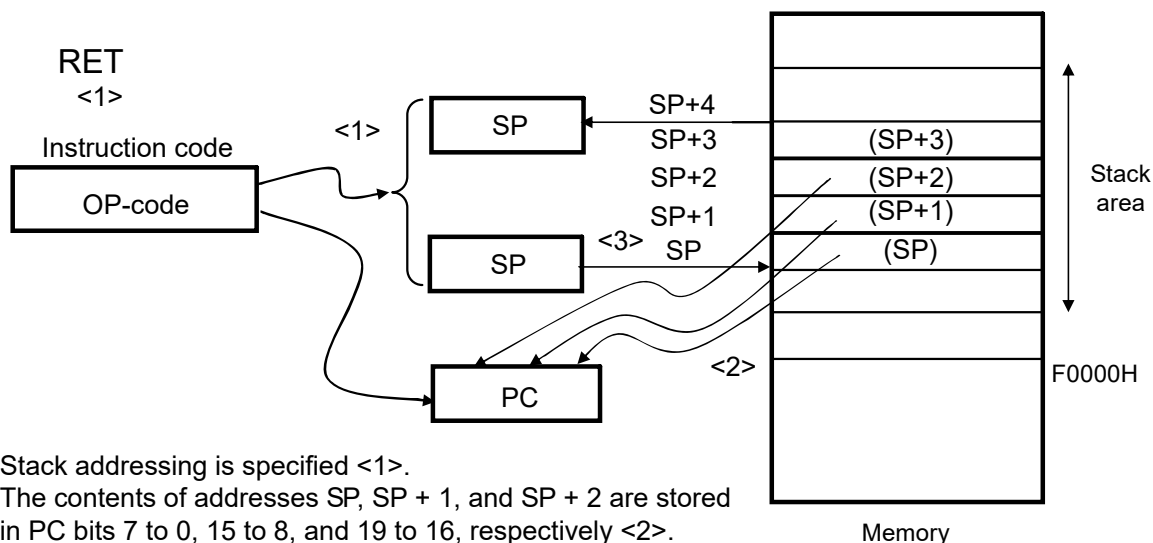 RET
<1>
Instruction code
OP-code
<1>
SP
SP
<3>
PC
<2>
SP+4
SP+3
SP+2
SP+1
SP
(SP+3)
(SP+2)
(SP+1)
(SP)
Stack
area
F0000H
Memory
Stack addressing is specified <1>.
The contents of addresses SP, SP + 1, and SP + 2 are stored
in PC bits 7 to 0, 15 to 8, and 19 to 16, respectively <2>.